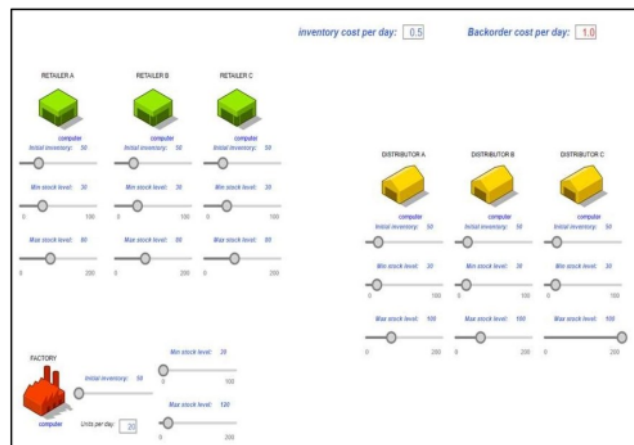 inventory cost per day: 0.5 Backorder cost per day: 1.0
RETAILER A RETAILER B RETAILER C
computer computer computer
Initial inventory: 50 Initial inventory: 50 Initial inventory: 50
Min stock level: 30 Min stock level: 30 Min stock level: 30
0 100 0 100 0 100
Max stock level: 80 Max stock level: 80 Max stock level: 80
0 200 0 200 0 200
DISTRIBUTOR A DISTRIBUTOR B DISTRIBUTOR C
computer computer computer
Initial inventory: 50 Initial inventory: 50 Initial inventory: 50
Min stock level: 30 Min stock level: 30 Min stock level: 30
0 100 0 100 0 100
Max stock level: 100 Max stock level: 100 Max stock level:
0 200 0 200 0 200
FACTORY
computer
Initial inventory: 50
Units per day: 20
Min stock level:
0 100
Max stock level: 120
0 200